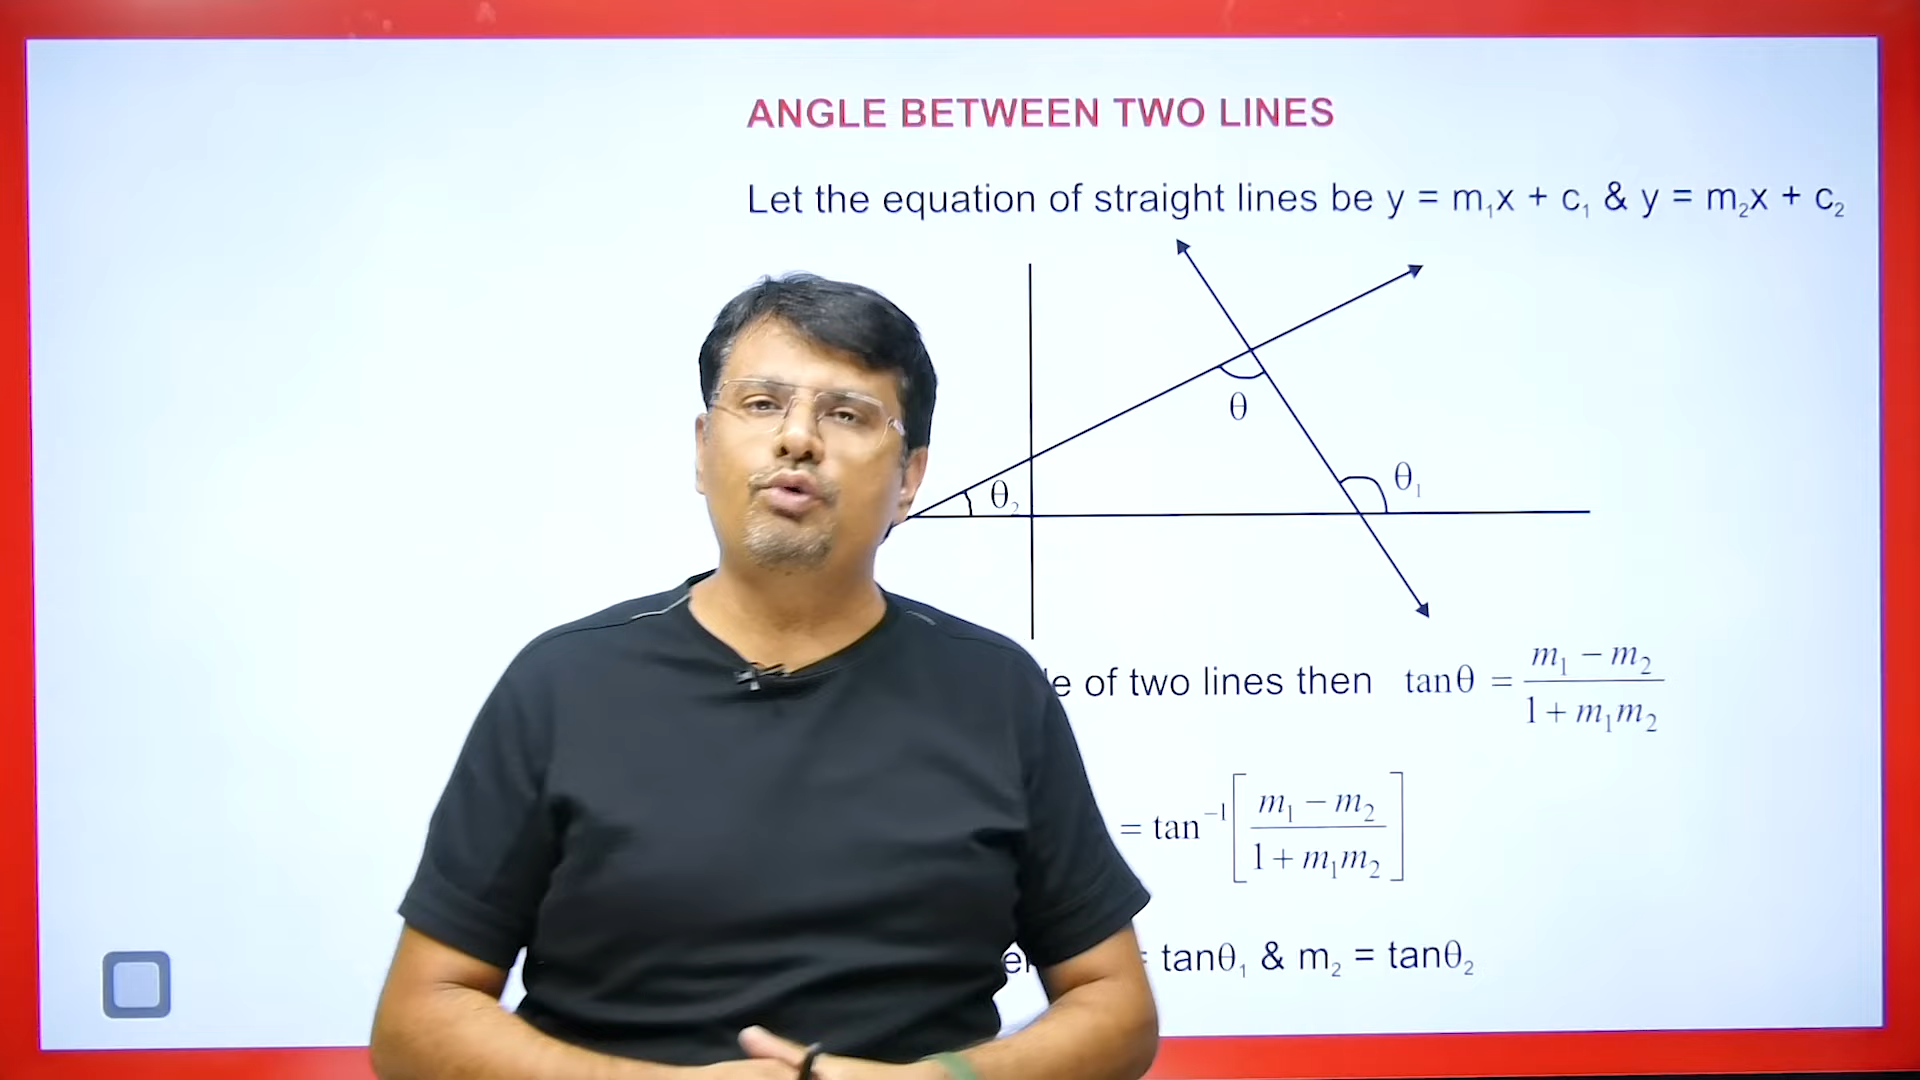 ANGLE BETWEEN TWO LINES
Let the equation of straight lines be y = m₁x + c₁ & y = m₂x + c₂
θ
θ₁
θ₂
of two lines then tanθ = (m₁ − m₂) / (1 + m₁m₂)
= tan⁻¹ [(m₁ − m₂) / (1 + m₁m₂)]
= tanθ₁ & m₂ = tanθ₂